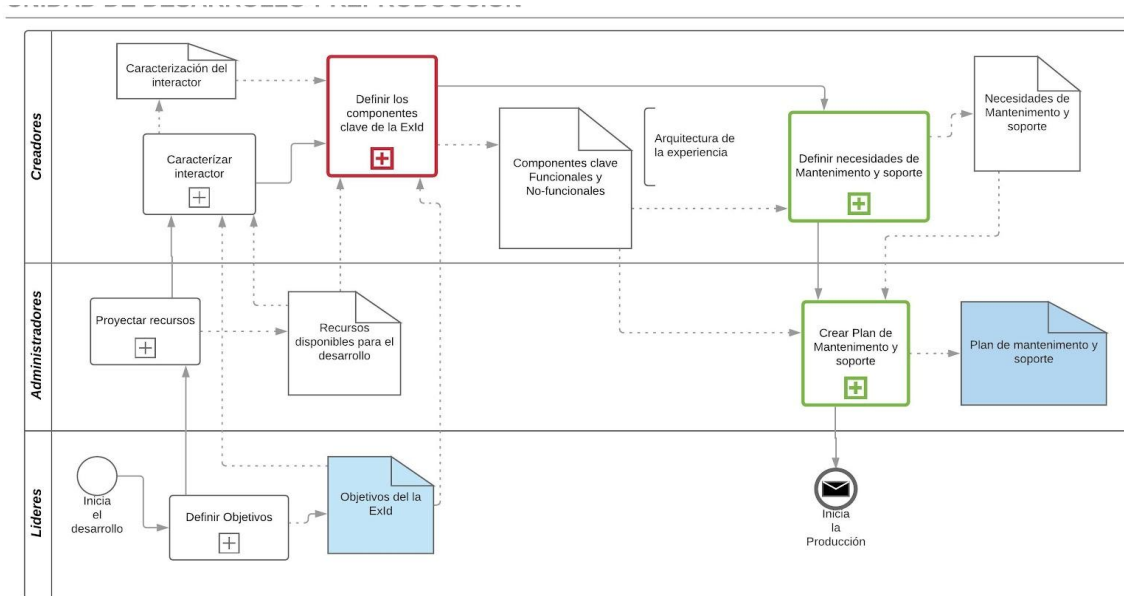 Creadores
Caracterización del
interactor
Caracterízar
interactor
Definir los
componentes
clave de la ExId
Componentes clave
Funcionales y
No-funcionales
Arquitectura de
la experiencia
Definir necesidades de
Mantenimiento y soporte
Necesidades de
Mantenimiento y
soporte
Administradores
Proyectar recursos
Recursos
disponibles para el
desarrollo
Crear Plan de
Mantenimiento y
soporte
Plan de mantenimiento y
soporte
Lideres
Inicia
el
desarrollo
Definir Objetivos
Objetivos del la
ExId
Inicia
la
Producción